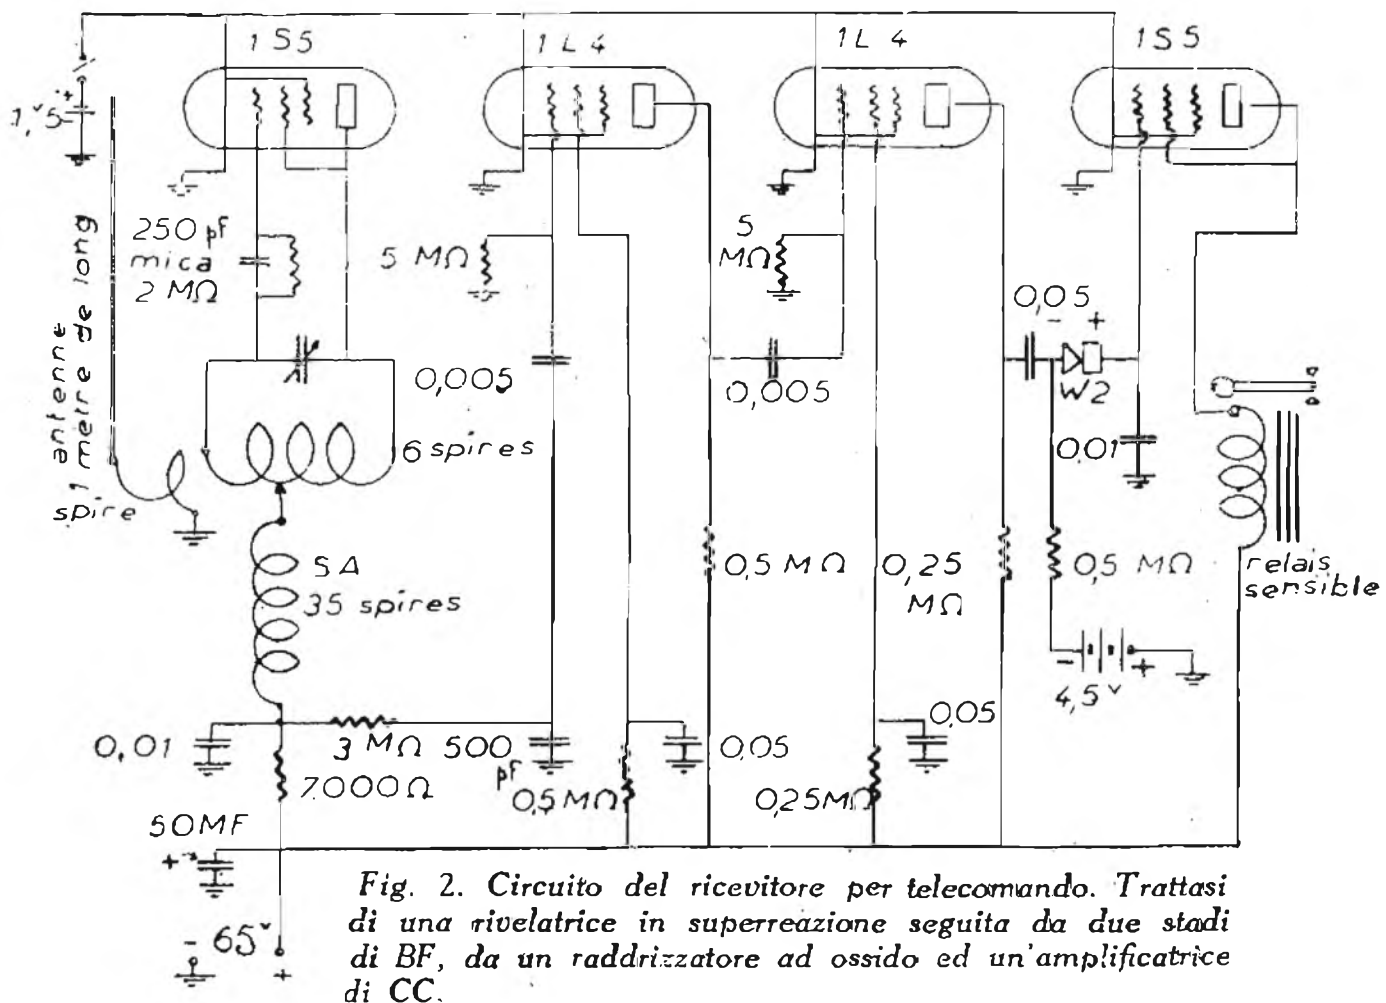 1S5
1L4
1L4
1S5
+
1,5v
antenne
1 metre de long
spire
250 pf
mica
2 MΩ
5 MΩ
5
MΩ
0,05
- +
W2
0,005
0,005
6 spires
0,01
SA
35 spires
0,5 MΩ
0,25
MΩ
0,5 MΩ
relais
sensible
- +
4,5v
0,01
3 MΩ
500
pf
0,05
0,05
7000Ω
0,5MΩ
0,25MΩ
50MF
+
- 65v
+
Fig. 2. Circuito del ricevitore per telecomando. Trattasi
di una rivelatrice in superreazione seguita da due stadi
di BF, da un raddrizzatore ad ossido ed un'amplificatrice
di CC.